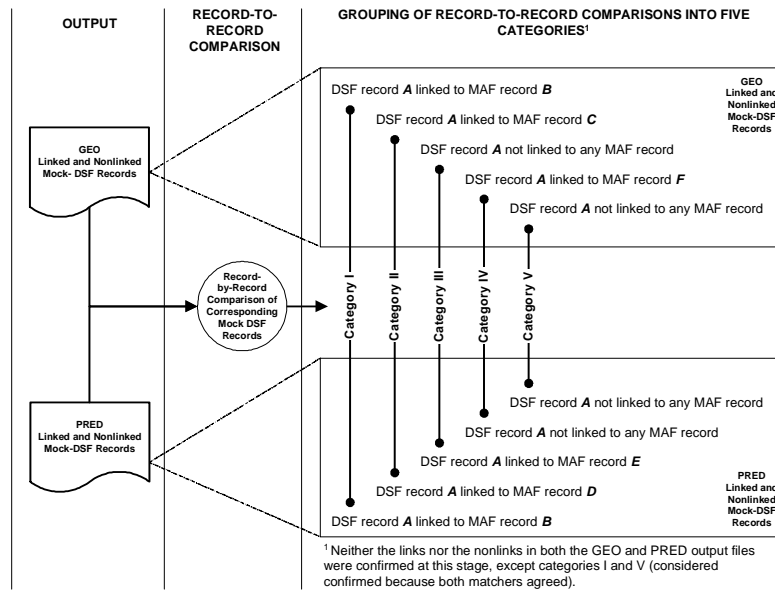 OUTPUT
RECORD-TO-
RECORD
COMPARISON
GROUPING OF RECORD-TO-RECORD COMPARISONS INTO FIVE
CATEGORIES¹
GEO
Linked and Nonlinked
Mock- DSF Records
DSF record A linked to MAF record B
DSF record A linked to MAF record C
DSF record A not linked to any MAF record
DSF record A linked to MAF record F
DSF record A not linked to any MAF record
GEO
Linked and
Nonlinked
Mock-DSF
Records
Record-
by-Record
Comparison of
Corresponding
Mock DSF
Records
Category I
Category II
Category III
Category IV
Category V
PRED
Linked and Nonlinked
Mock-DSF Records
DSF record A not linked to any MAF record
DSF record A not linked to any MAF record
DSF record A linked to MAF record E
DSF record A linked to MAF record D
DSF record A linked to MAF record B
PRED
Linked and
Nonlinked
Mock-DSF
Records
¹ Neither the links nor the nonlinks in both the GEO and PRED output files
were confirmed at this stage, except categories I and V (considered
confirmed because both matchers agreed).